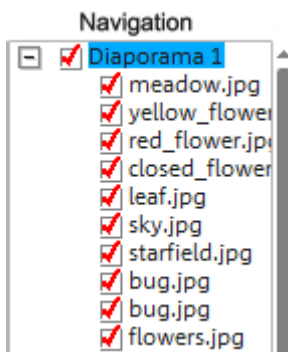 Navigation
Diaporama 1
meadow.jpg
yellow_flower
red_flower.jp
closed_flower
leaf.jpg
sky.jpg
starfield.jpg
bug.jpg
bug.jpg
flowers.jpg